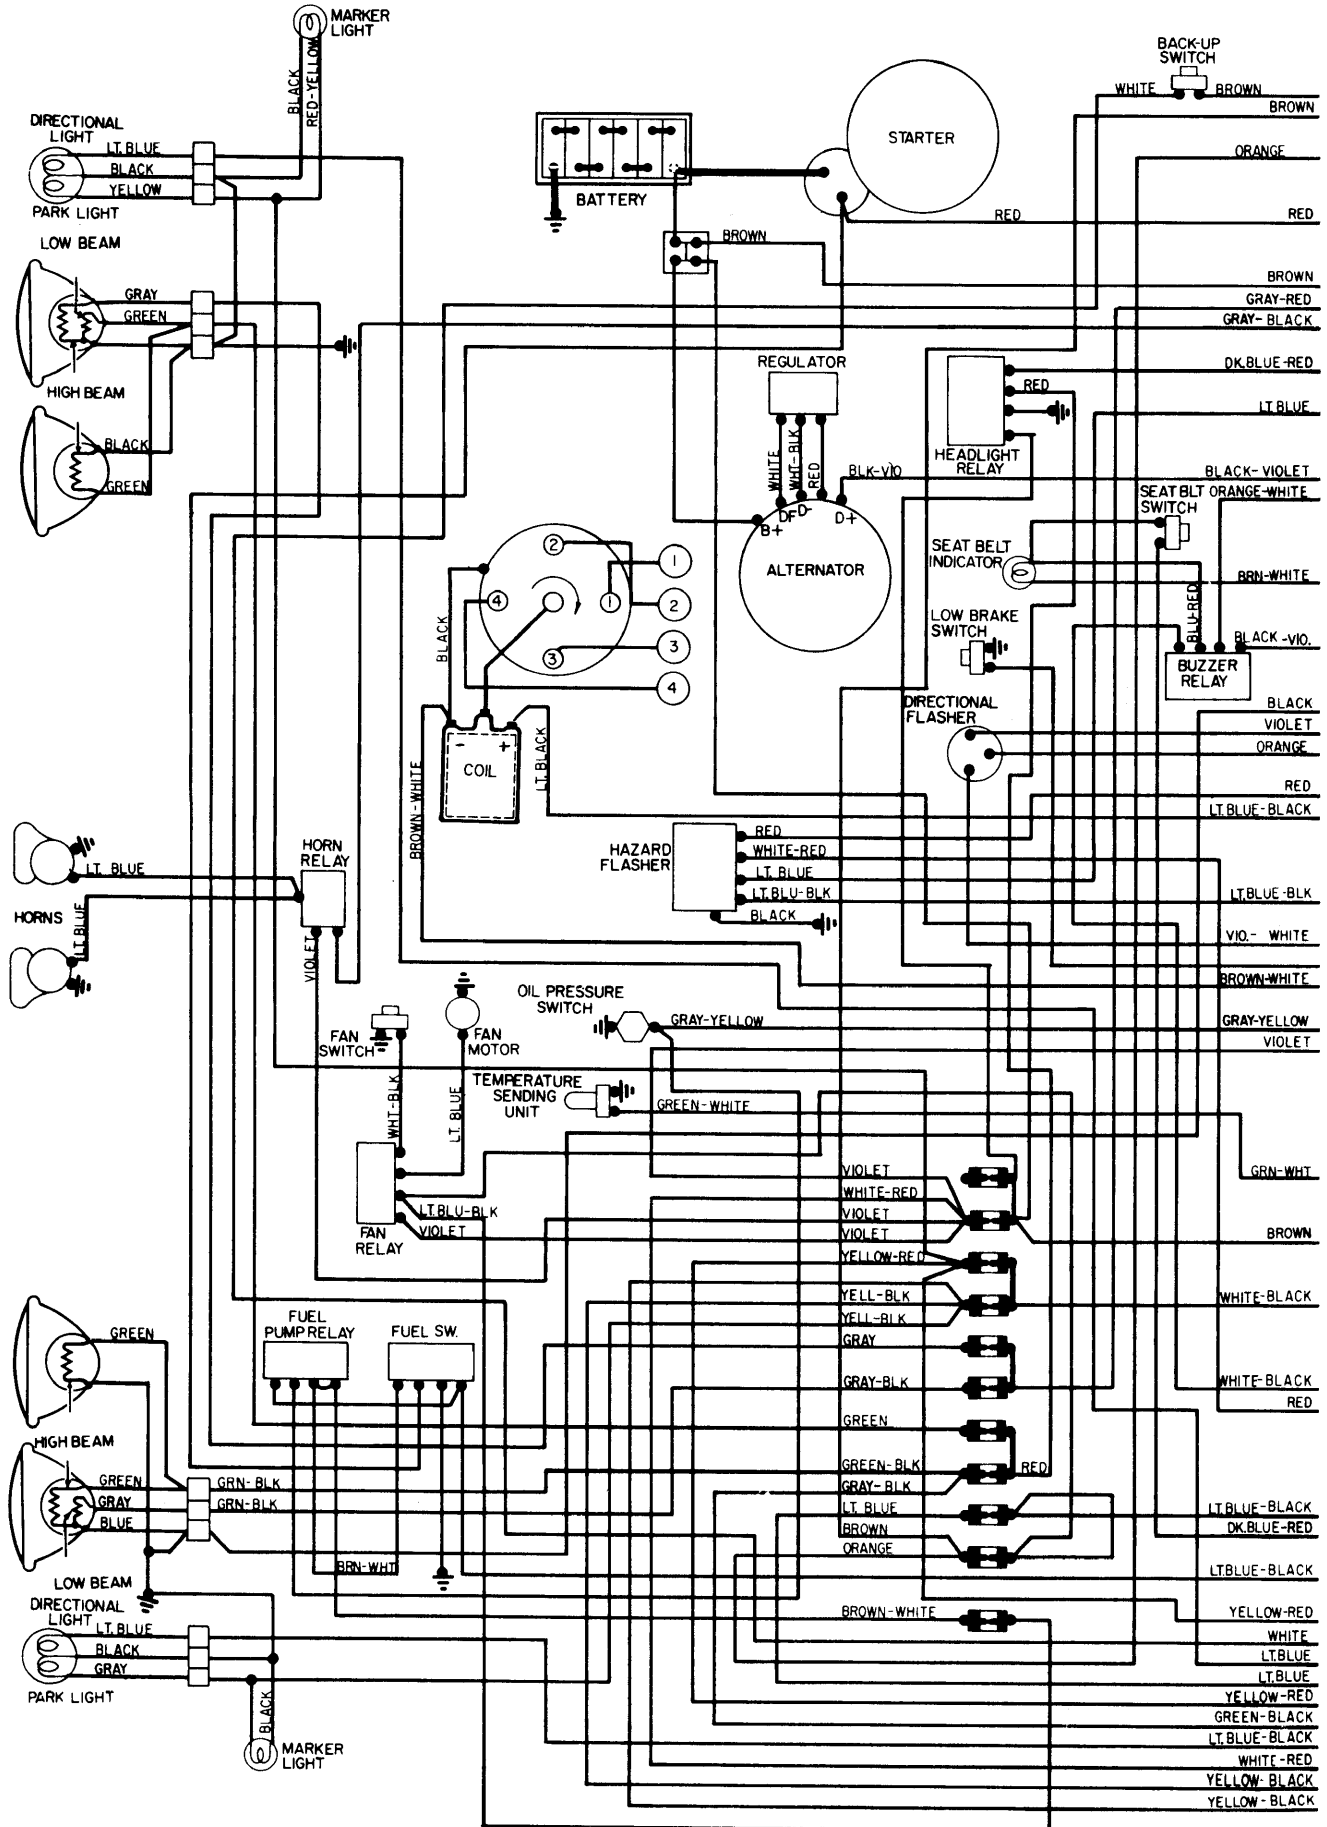 MARKER
LIGHT
BLACK
RED-YELLOW
BACK-UP
SWITCH
WHITE
BROWN
BROWN
DIRECTIONAL
LIGHT
LT. BLUE
BLACK
YELLOW
PARK LIGHT
BATTERY
STARTER
ORANGE
RED
RED
LOW BEAM
BROWN
BROWN
GRAY
GREEN
GRAY-RED
GRAY-BLACK
HIGH BEAM
REGULATOR
WHITE
WHT-BLK
RED
RED
HEADLIGHT
RELAY
DK.BLUE-RED
LT BLUE
BLACK
GREEN
BLK-VIO
BLACK-VIOLET
SEAT BLT
SWITCH
ORANGE-WHITE
B+
DF
D-
D+
ALTERNATOR
SEAT BELT
INDICATOR
BRN-WHITE
BLU-RED
2
4
1
3
1
2
3
4
BLACK
LOW BRAKE
SWITCH
BLACK-VIO.
BUZZER
RELAY
DIRECTIONAL
FLASHER
BLACK
VIOLET
ORANGE
-
+
COIL
BROWN-WHITE
LT. BLACK
RED
LT. BLUE-BLACK
HORN
RELAY
HAZARD
FLASHER
RED
WHITE-RED
LT. BLUE
LT.BLU-BLK
BLACK
LT. BLUE
HORNS
LT BLUE
LT.BLUE-BLK
VIO.- WHITE
BROWN-WHITE
VIOLET
OIL PRESSURE
SWITCH
GRAY-YELLOW
GRAY-YELLOW
VIOLET
FAN
SWITCH
FAN
MOTOR
WHT-BLK
LT. BLUE
TEMPERATURE
SENDING
UNIT
GREEN-WHITE
GRN-WHT
LT.BLU-BLK
VIOLET
FAN
RELAY
VIOLET
WHITE-RED
VIOLET
VIOLET
YELLOW-RED
YELL-BLK
YELL-BLK
GRAY
GRAY-BLK
GREEN
GREEN-BLK
GRAY-BLK
LT. BLUE
BROWN
ORANGE
BROWN-WHITE
RED
BROWN
WHITE-BLACK
WHITE-BLACK
RED
GREEN
FUEL
PUMP RELAY
FUEL SW.
HIGH BEAM
GREEN
GRAY
BLUE
GRN-BLK
GRN-BLK
BRN-WHT
LOW BEAM
DIRECTIONAL
LIGHT
LT. BLUE
BLACK
GRAY
PARK LIGHT
BLACK
MARKER
LIGHT
LT.BLUE-BLACK
DK.BLUE-RED
LT.BLUE-BLACK
YELLOW-RED
WHITE
LT.BLUE
LT.BLUE
YELLOW-RED
GREEN-BLACK
LT. BLUE-BLACK
WHITE-RED
YELLOW-BLACK
YELLOW-BLACK